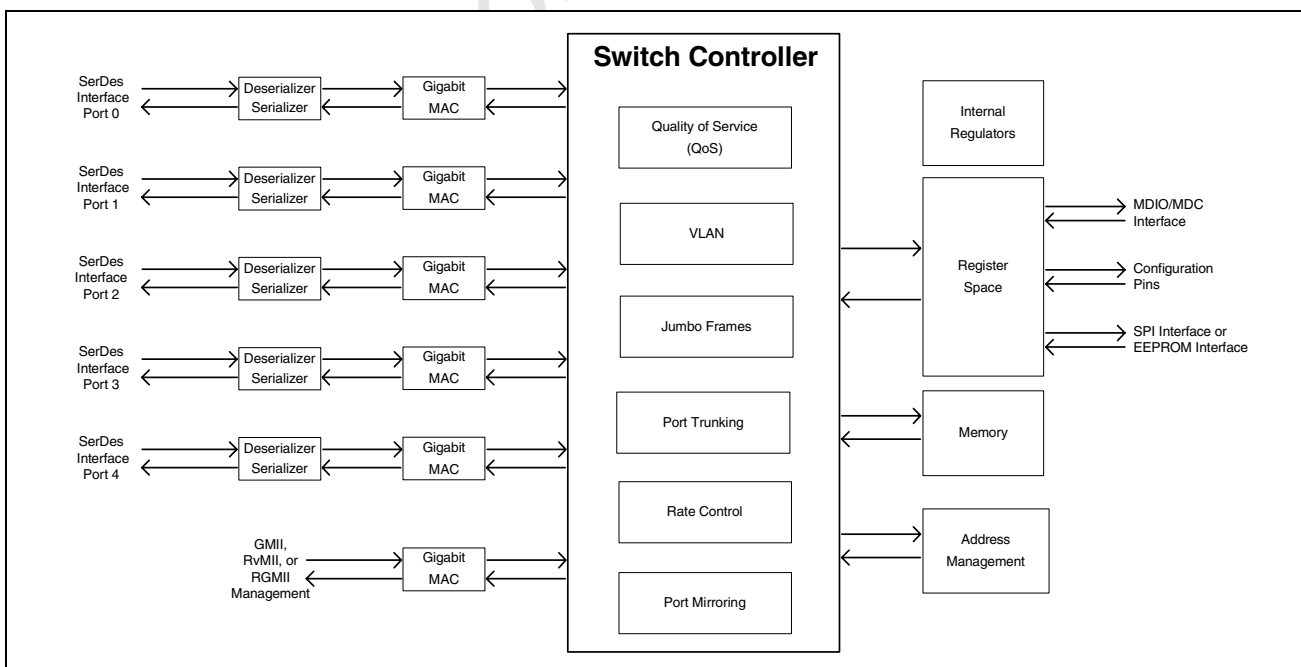 Switch Controller
SerDes
Interface
Port 0
Deserializer
Serializer
Gigabit
MAC
SerDes
Interface
Port 1
Deserializer
Serializer
Gigabit
MAC
SerDes
Interface
Port 2
Deserializer
Serializer
Gigabit
MAC
SerDes
Interface
Port 3
Deserializer
Serializer
Gigabit
MAC
SerDes
Interface
Port 4
Deserializer
Serializer
Gigabit
MAC
GMII,
RvMII, or
RGMII
Management
Gigabit
MAC
Quality of Service
(QoS)
VLAN
Jumbo Frames
Port Trunking
Rate Control
Port Mirroring
Internal
Regulators
Register
Space
MDIO/MDC
Interface
Configuration
Pins
SPI Interface or
EEPROM Interface
Memory
Address
Management